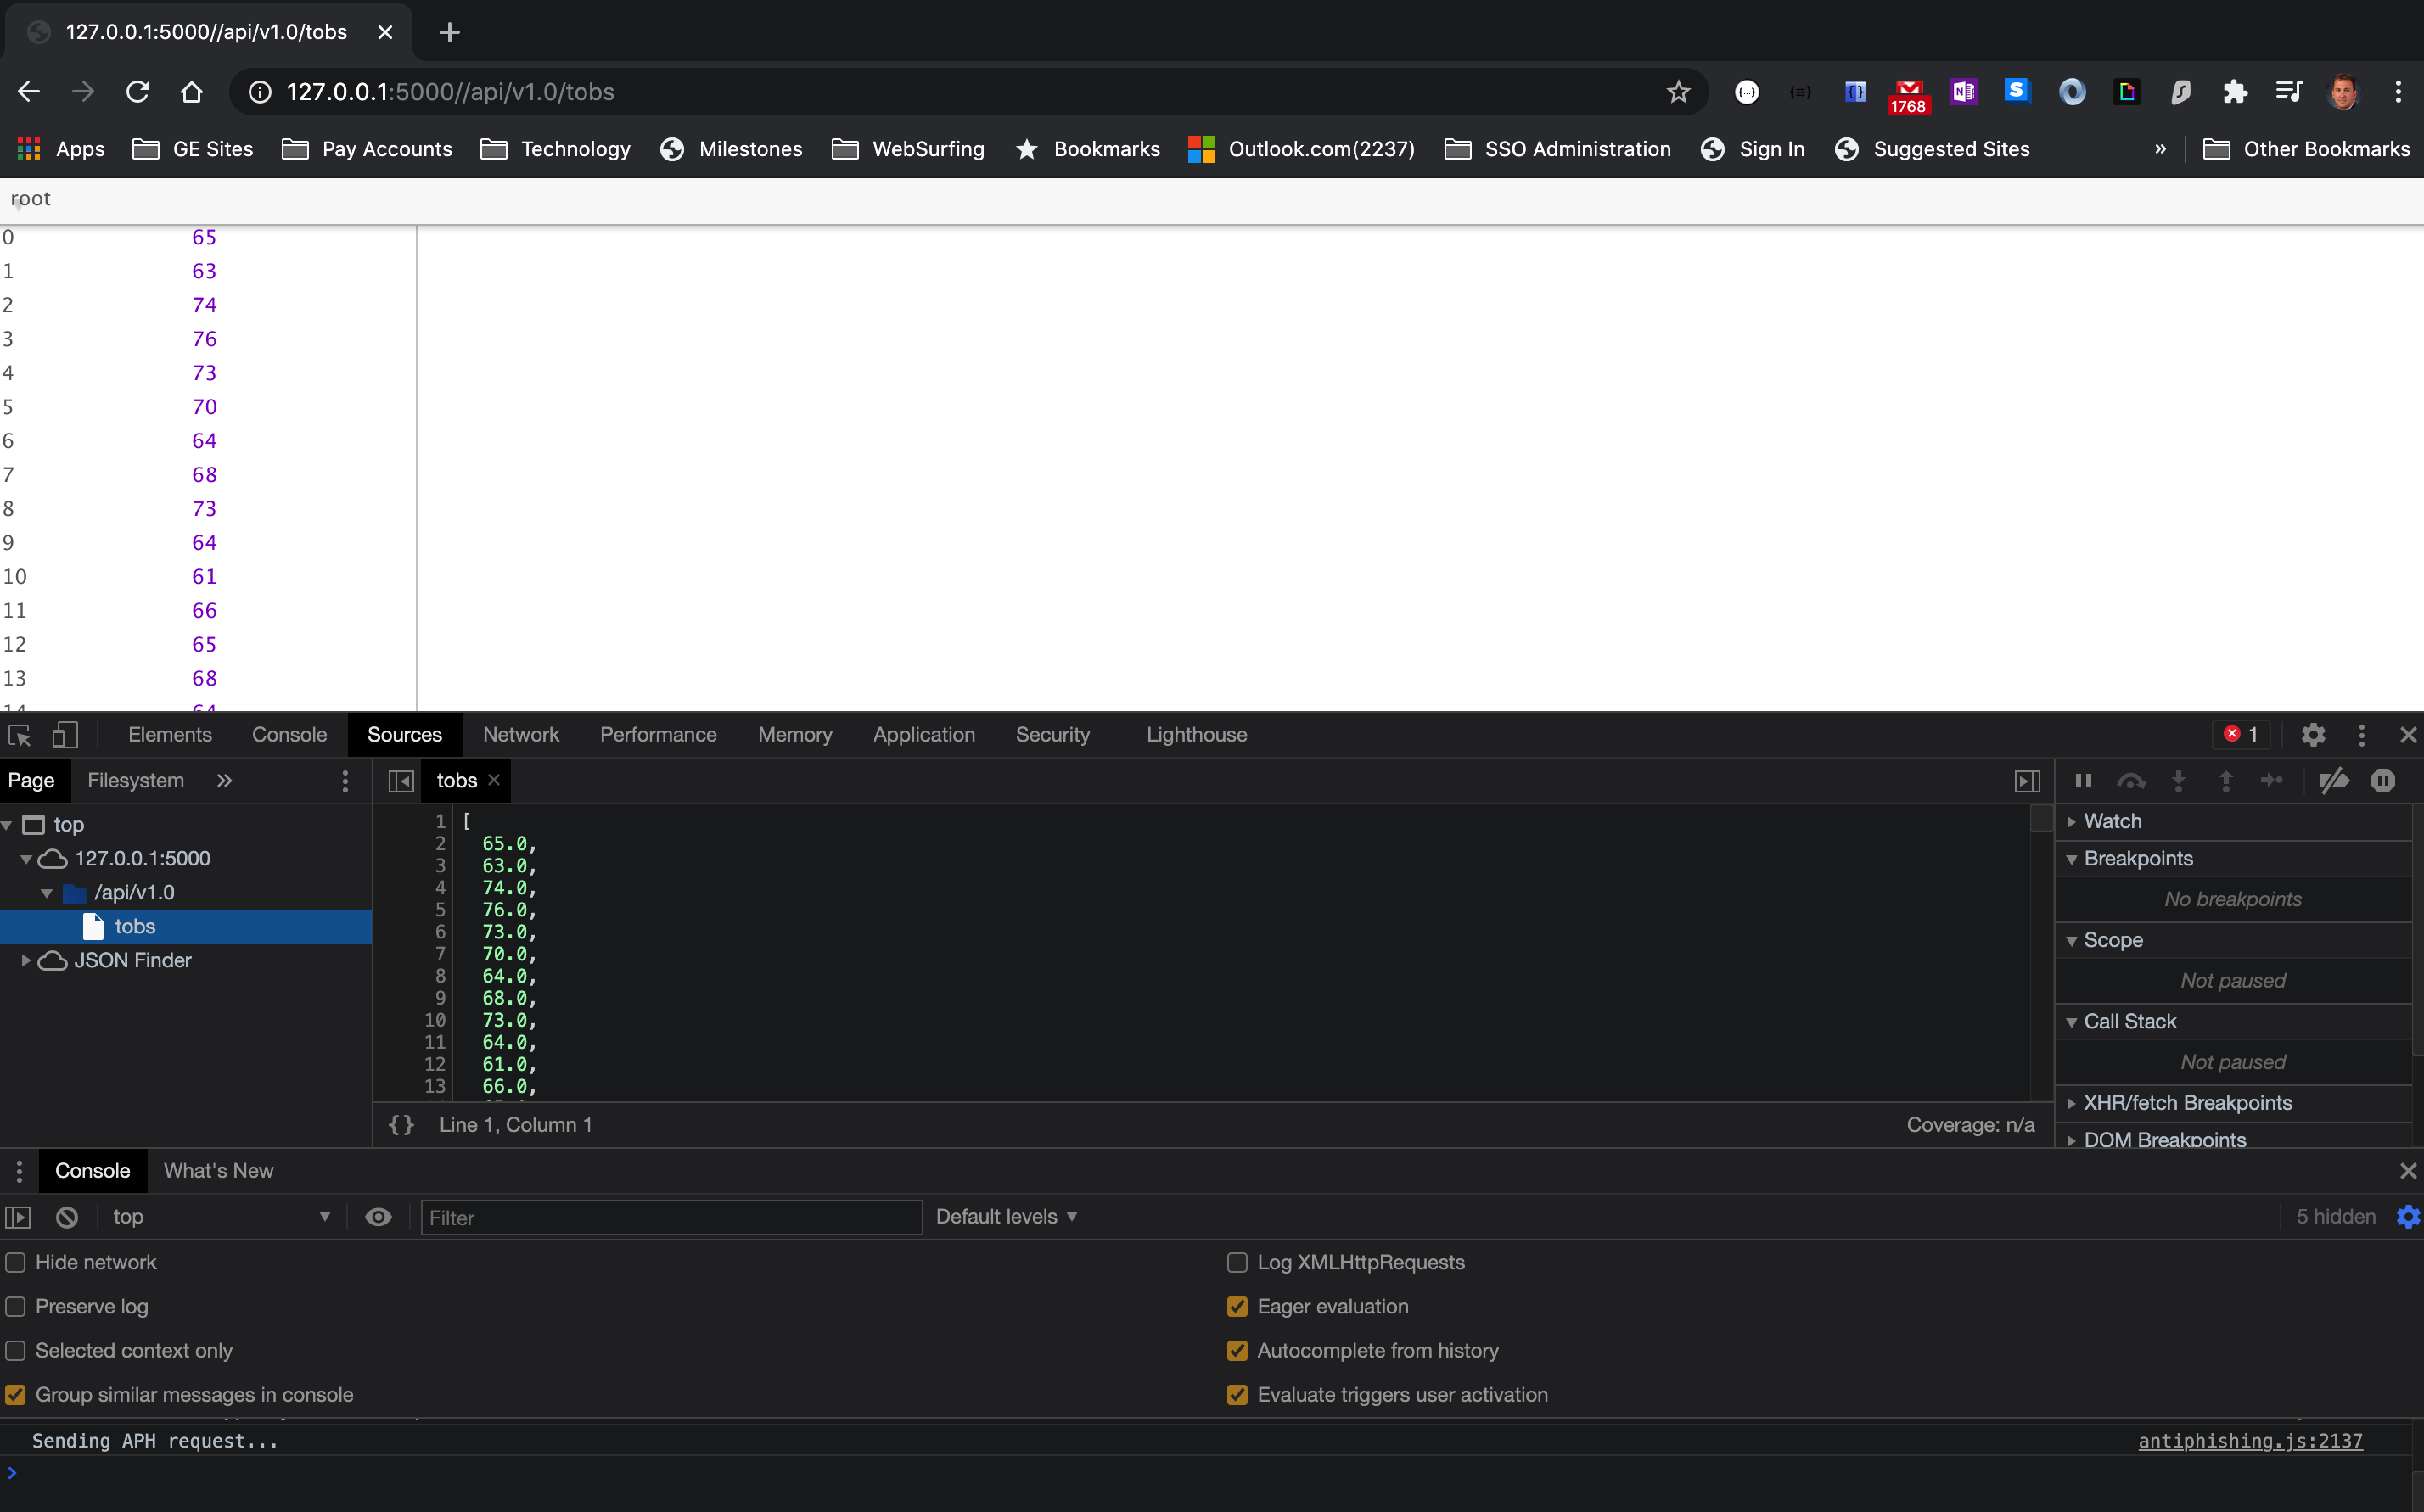 127.0.0.1:5000//api/v1.0/tobs
127.0.0.1:5000//api/v1.0/tobs
1768
Apps GE Sites Pay Accounts Technology Milestones WebSurfing Bookmarks Outlook.com(2237) SSO Administration Sign In Suggested Sites » Other Bookmarks
root
0 65
1 63
2 74
3 76
4 73
5 70
6 64
7 68
8 73
9 64
10 61
11 66
12 65
13 68
14 64
Elements Console Sources Network Performance Memory Application Security Lighthouse 1
Page Filesystem »
tobs
top
127.0.0.1:5000
/api/v1.0
tobs
JSON Finder
1 [
2 65.0,
3 63.0,
4 74.0,
5 76.0,
6 73.0,
7 70.0,
8 64.0,
9 68.0,
10 73.0,
11 64.0,
12 61.0,
13 66.0,
{} Line 1, Column 1 Coverage: n/a
Watch
Breakpoints
No breakpoints
Scope
Not paused
Call Stack
Not paused
XHR/fetch Breakpoints
DOM Breakpoints
Console What's New
top Filter Default levels 5 hidden
Hide network Log XMLHttpRequests
Preserve log Eager evaluation
Selected context only Autocomplete from history
Group similar messages in console Evaluate triggers user activation
Sending APH request... antiphishing.js:2137